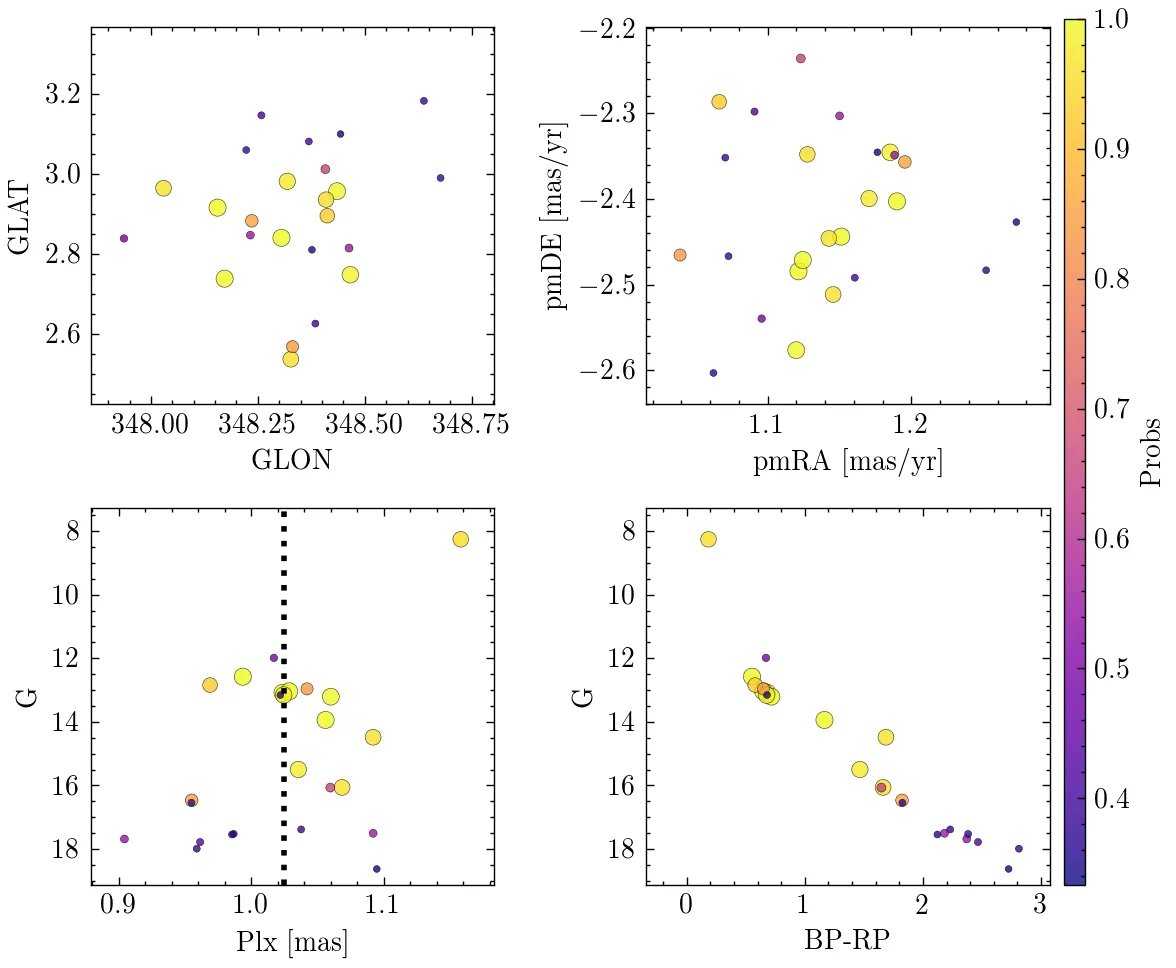 3.2
3.0
2.8
2.6
GLAT
348.00 348.25 348.50 348.75
GLON
−2.2
−2.3
−2.4
−2.5
−2.6
pmDE [mas/yr]
1.1 1.2
pmRA [mas/yr]
8
10
12
14
16
18
G
0.9 1.0 1.1
Plx [mas]
8
10
12
14
16
18
G
0 1 2 3
BP-RP
1.0
0.9
0.8
0.7
0.6
0.5
0.4
Probs